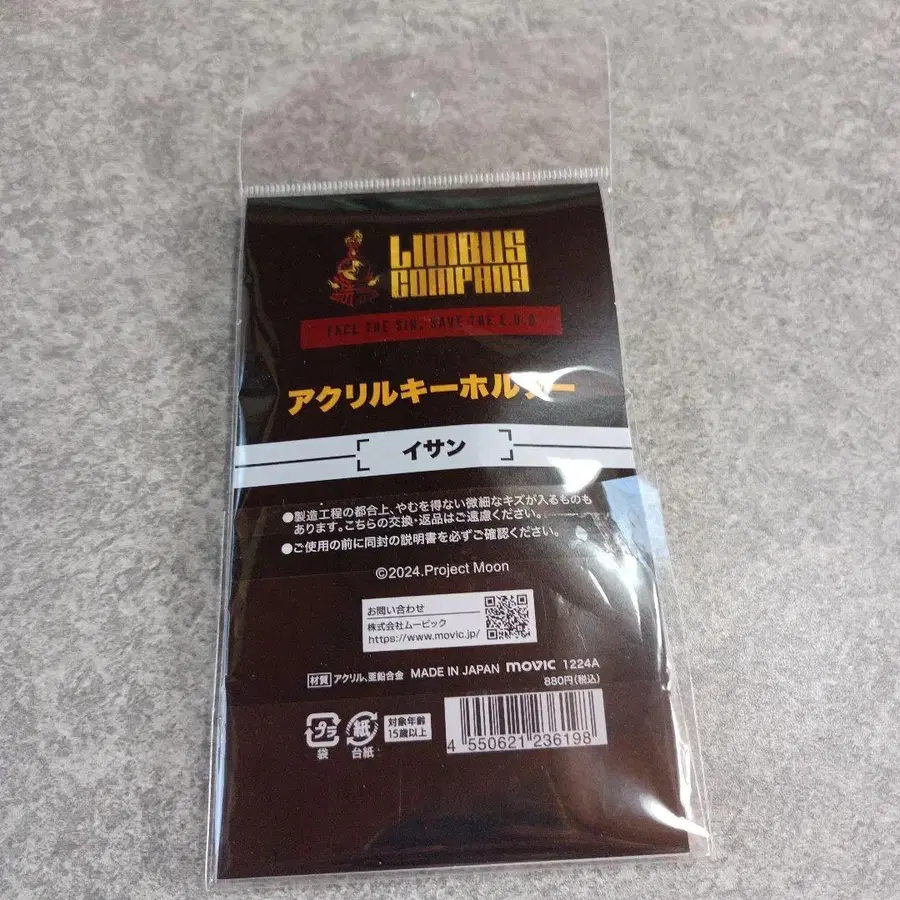 LIMBUS
COMPANY
FACE THE SIN, SAVE THE E.G.O
アクリルキーホルダー
イサン
●製造工程の都合上、やむを得ない微細なキズが入るものも
あります。こちらの交換・返品はご遠慮ください。
●ご使用の前に同封の説明書を必ずご確認ください。
©2024.Project Moon
お問い合わせ
株式会社ムービック
https://www.movic.jp/
材質 アクリル、亜鉛合金 MADE IN JAPAN movic 1224A
880円(税込)
プラ 紙 対象年齢
15歳以上
袋 台紙
4 550621 236198